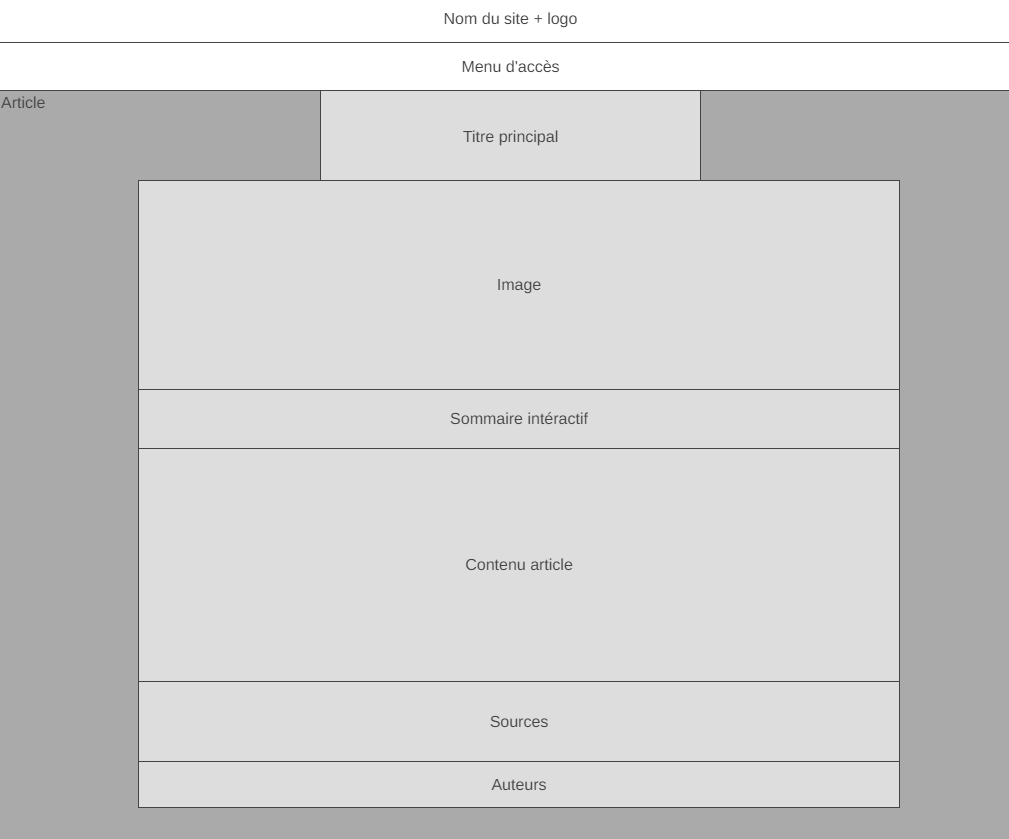 Nom du site + logo
Menu d'accès
Article
Titre principal
Image
Sommaire intéractif
Contenu article
Sources
Auteurs